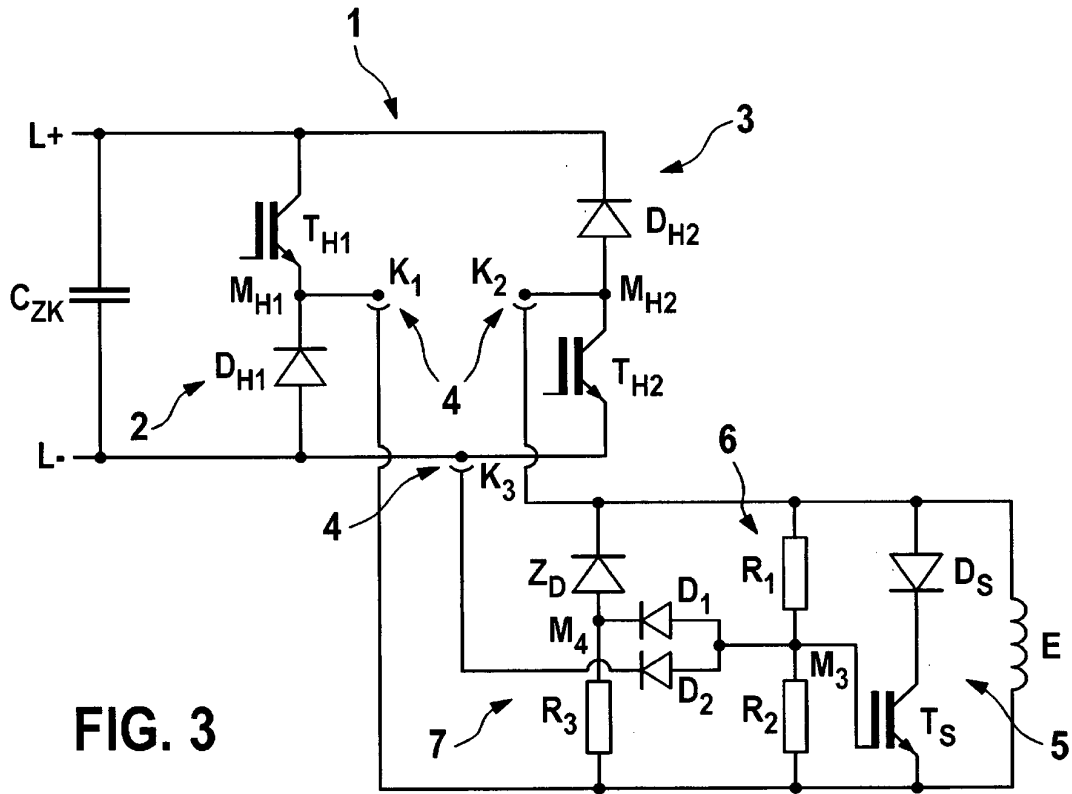 1
L+
3
T_H1
D_H2
C_ZK
M_H1
K_1
K_2
M_H2
D_H1
4
T_H2
2
L-
K_3
6
4
Z_D
D_1
R_1
D_S
M_4
M_3
E
D_2
R_3
7
R_2
T_S
5
FIG. 3